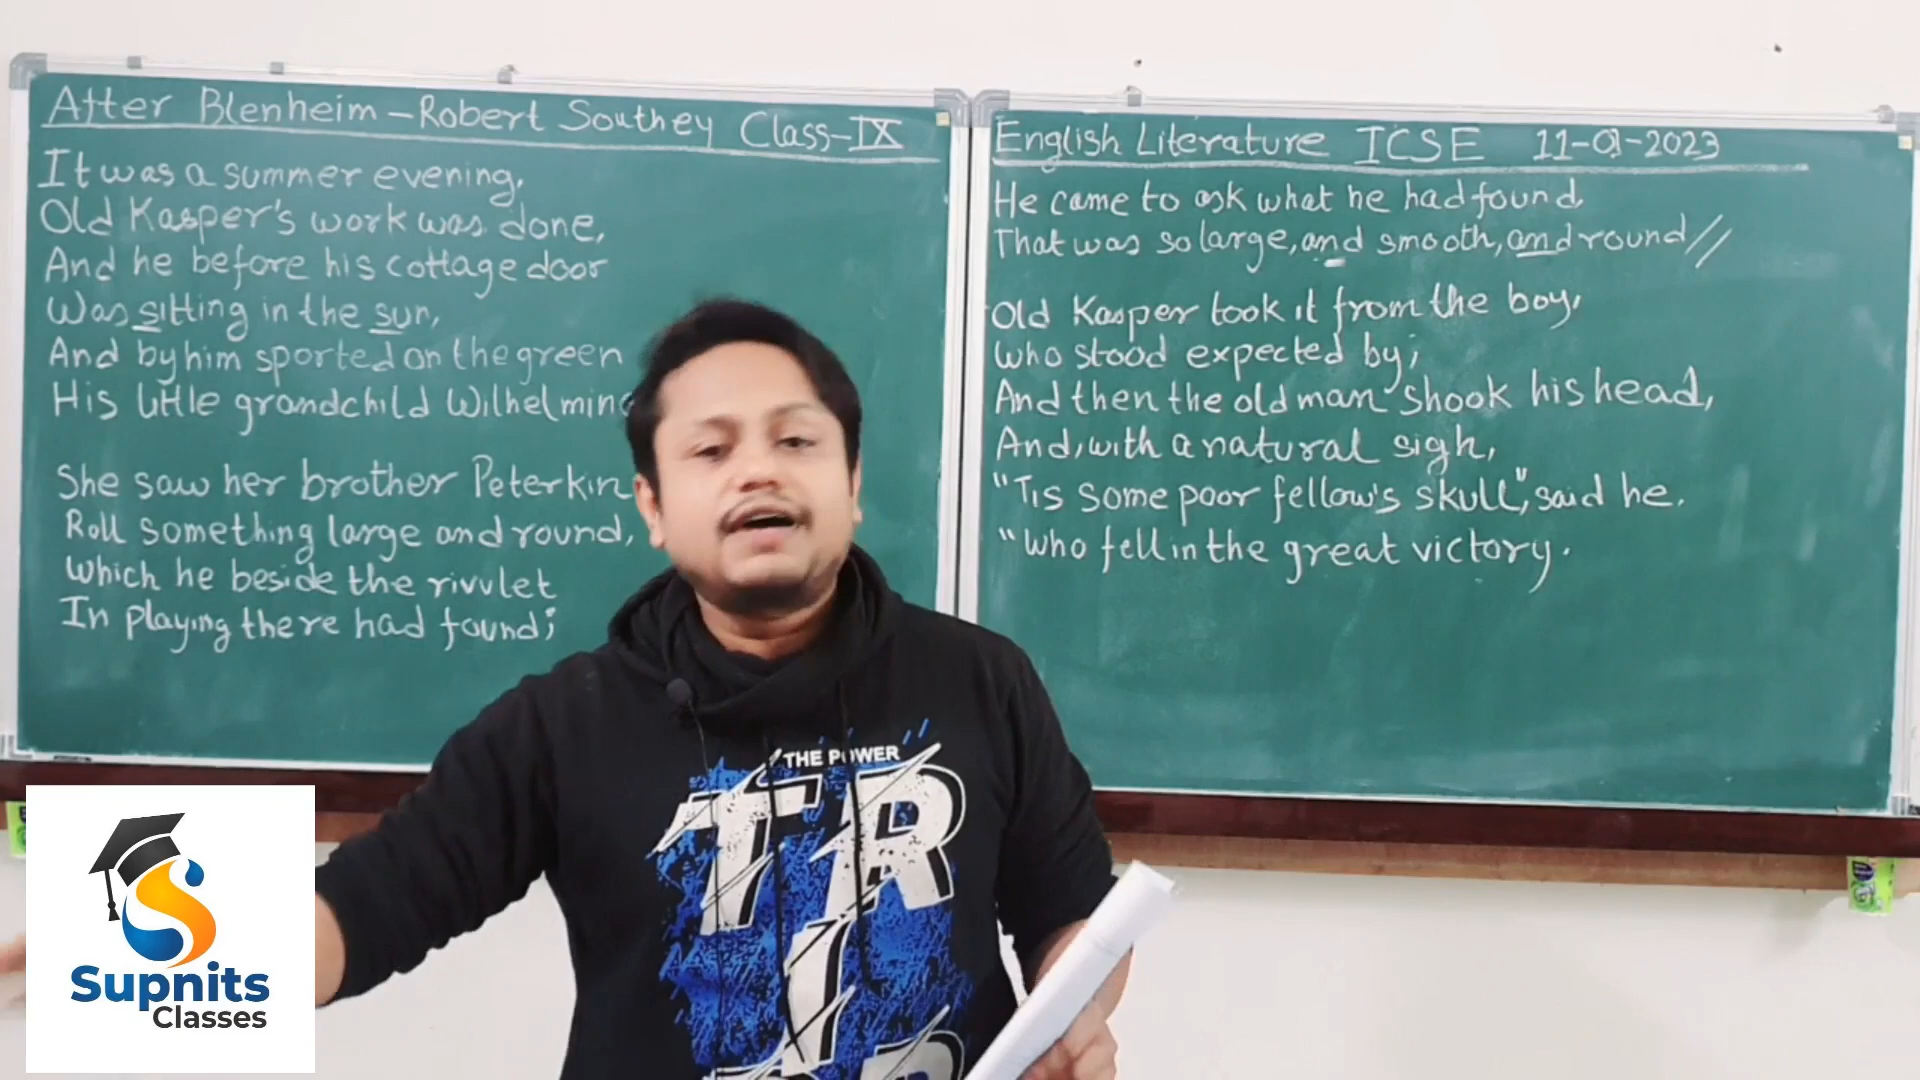 After Blenheim - Robert Southey Class-IX
It was a summer evening,
Old Kasper's work was done,
And he before his cottage door
Was sitting in the sun,
And by him sported on the green
His little grandchild Wilhelmine
She saw her brother Peterkin
Roll something large and round,
Which he beside the rivulet
In playing there had found;
English Literature ICSE 11-01-2023
He came to ask what he had found,
That was so large, and smooth, and round//
Old Kasper took it from the boy,
Who stood expected by;
And then the old man shook his head,
And, with a natural sigh,
"Tis some poor fellow's skull", said he.
"Who fell in the great victory.
THE POWER
TR
Supnits
Classes